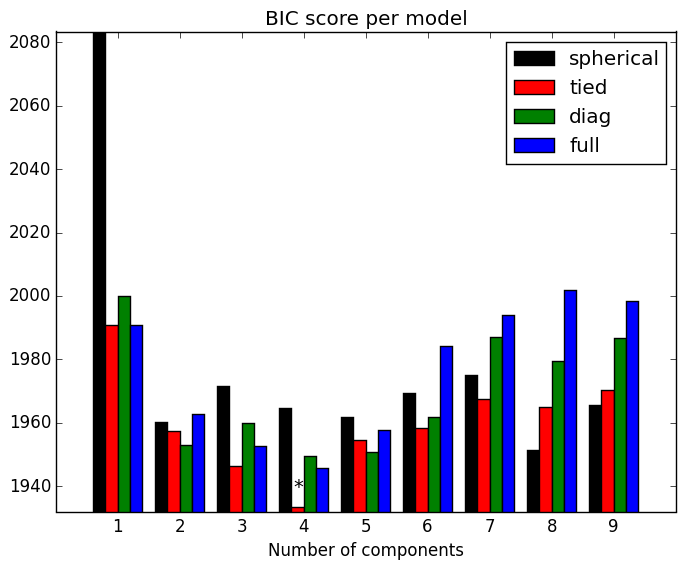 BIC score per model
2080
2060
2040
2020
2000
1980
1960
1940
spherical
tied
diag
full
*
1 2 3 4 5 6 7 8 9
Number of components